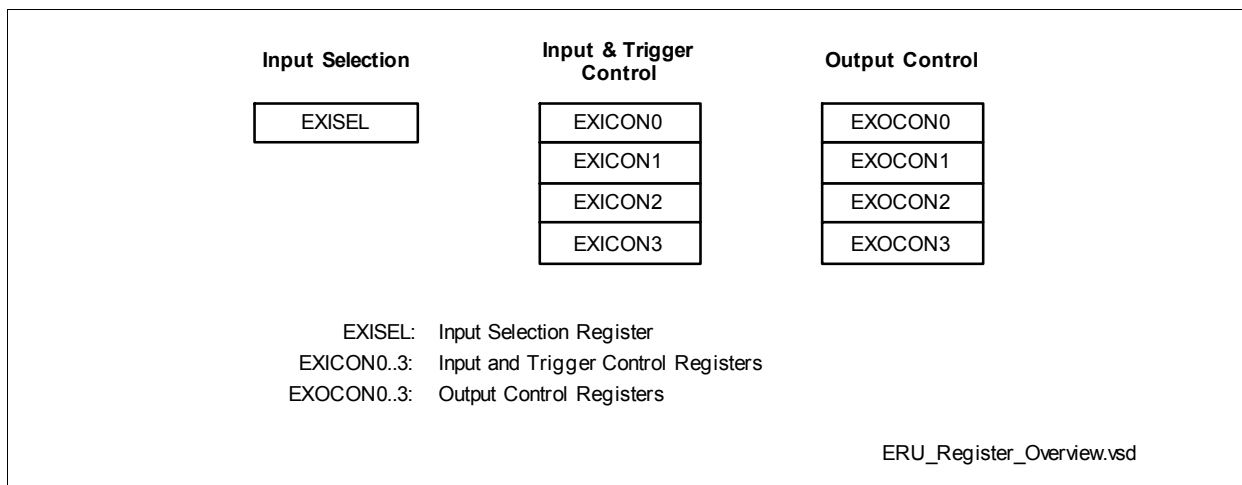 Input Selection
EXISEL
Input & Trigger
Control
EXICON0
EXICON1
EXICON2
EXICON3
Output Control
EXOCON0
EXOCON1
EXOCON2
EXOCON3
EXISEL: Input Selection Register
EXICON0..3: Input and Trigger Control Registers
EXOCON0..3: Output Control Registers
ERU_Register_Overview.vsd